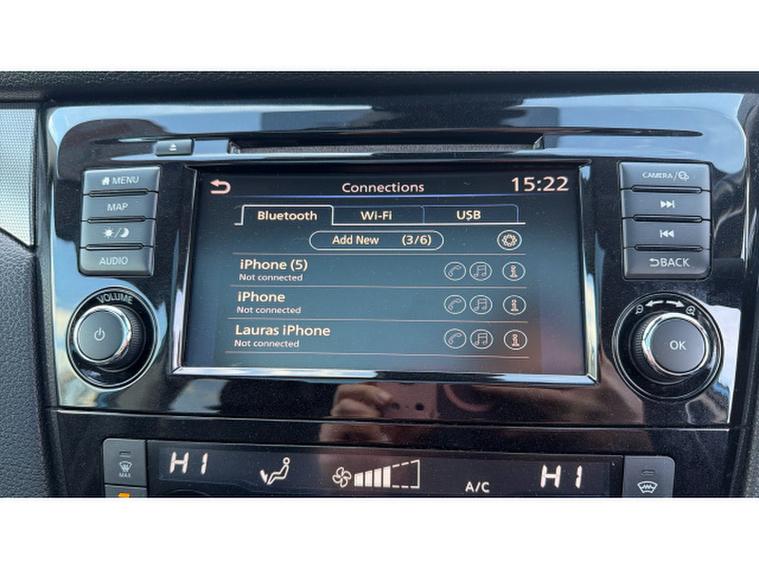 MENU
MAP
AUDIO
VOLUME
Connections 15:22
Bluetooth Wi-Fi USB
Add New (3/6)
iPhone (5)
Not connected
iPhone
Not connected
Lauras iPhone
Not connected
CAMERA/
BACK
OK
MAX
HI
A/C
HI